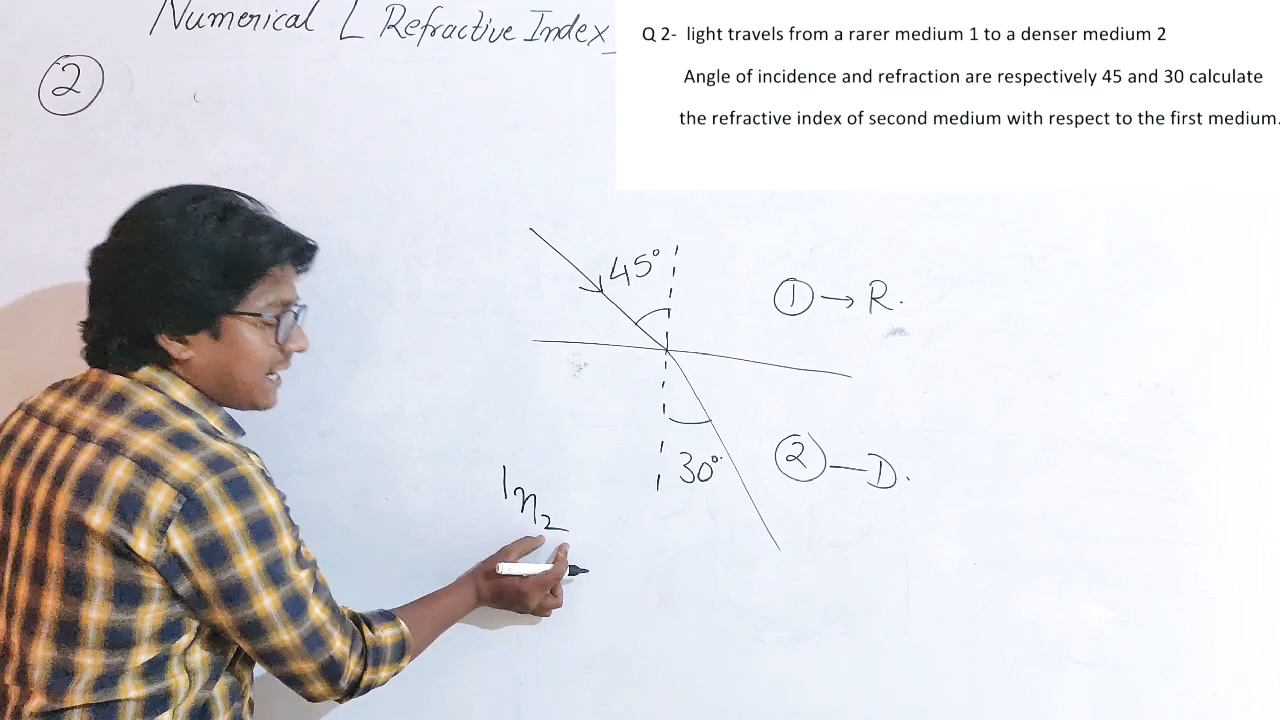 Numerical ( Refractive Index
Q 2- light travels from a rarer medium 1 to a denser medium 2
Angle of incidence and refraction are respectively 45 and 30 calculate
the refractive index of second medium with respect to the first medium.
2
45°
1 → R.
30°
2 — D.
¹η₂